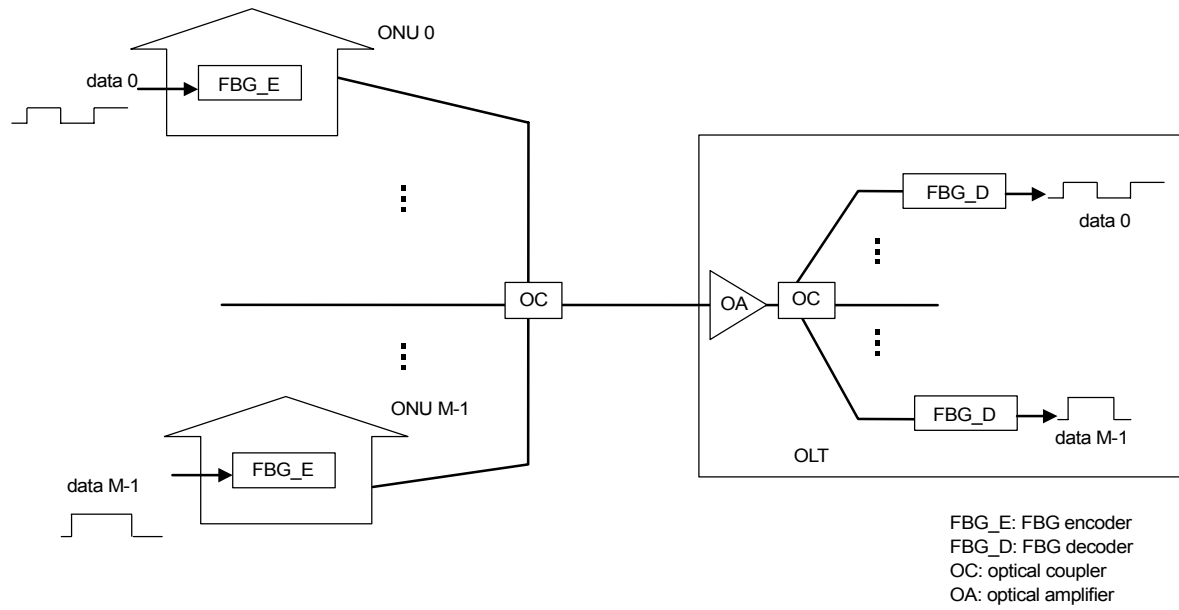 ONU 0
data 0
FBG_E
FBG_D
data 0
OC
OA
OC
ONU M-1
FBG_E
data M-1
FBG_D
data M-1
OLT
FBG_E: FBG encoder
FBG_D: FBG decoder
OC: optical coupler
OA: optical amplifier